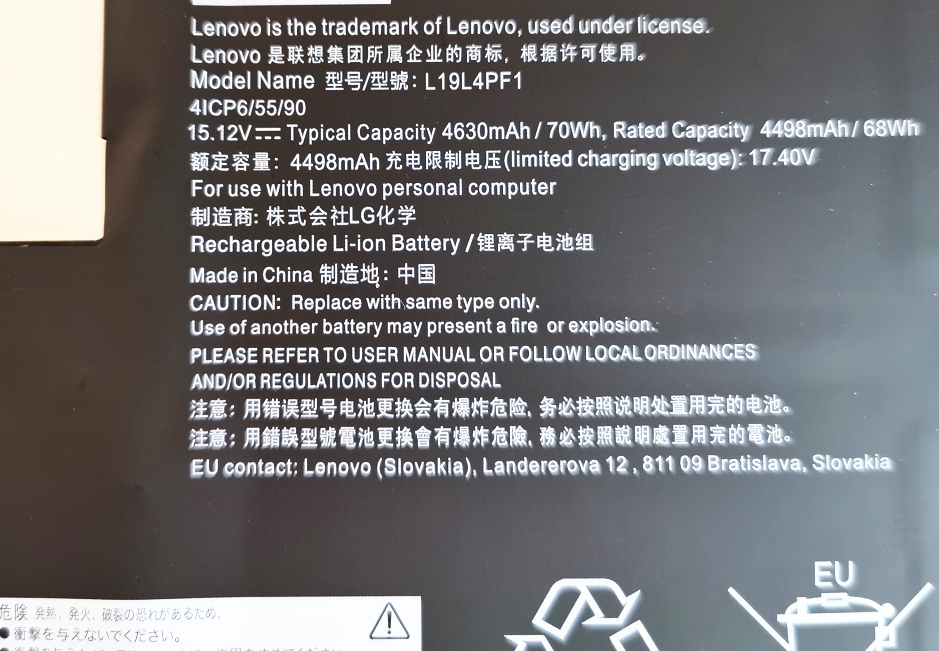 Lenovo is the trademark of Lenovo, used under license.
Lenovo 是联想集团所属企业的商标，根据许可使用。
Model Name 型号/型號: L19L4PF1
4ICP6/55/90
15.12V⎓ Typical Capacity 4630mAh / 70Wh, Rated Capacity 4498mAh / 68Wh
额定容量: 4498mAh 充电限制电压(limited charging voltage): 17.40V
For use with Lenovo personal computer
制造商: 株式会社LG化学
Rechargeable Li-ion Battery / 锂离子电池组
Made in China 制造地: 中国
CAUTION: Replace with same type only.
Use of another battery may present a fire or explosion.
PLEASE REFER TO USER MANUAL OR FOLLOW LOCAL ORDINANCES
AND/OR REGULATIONS FOR DISPOSAL
注意: 用错误型号电池更换会有爆炸危险, 务必按照说明处置用完的电池。
注意: 用錯誤型號電池更換會有爆炸危險, 務必按照說明處置用完的電池。
EU contact: Lenovo (Slovakia), Landererova 12 , 811 09 Bratislava, Slovakia
EU
危険 発熱、発火、破裂の恐れがあるため、
●衝撃を与えないでください。